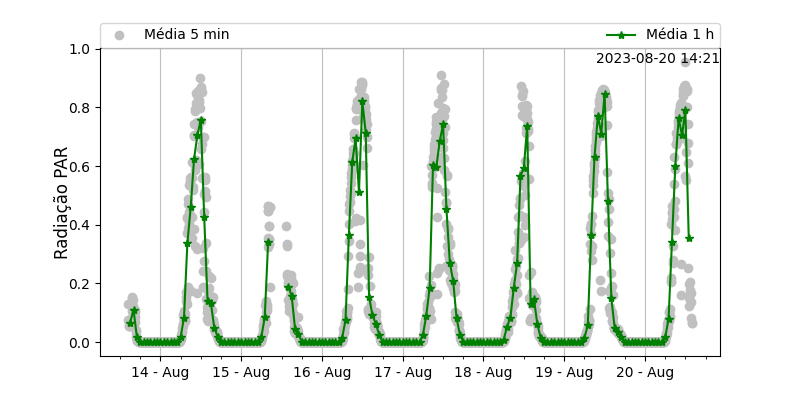 Média 5 min
Média 1 h
2023-08-20 14:21
1.0
0.8
0.6
0.4
0.2
0.0
Radiação PAR
14 - Aug
15 - Aug
16 - Aug
17 - Aug
18 - Aug
19 - Aug
20 - Aug